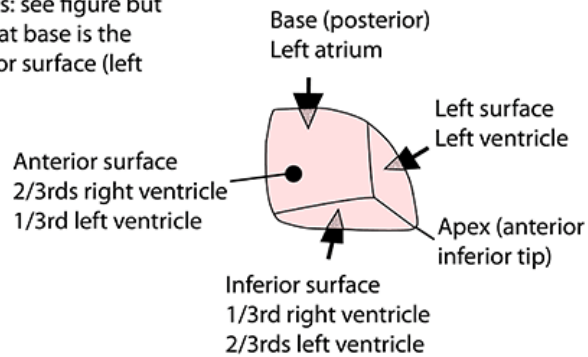 s: see figure but
at base is the
or surface (left
Base (posterior)
Left atrium
Left surface
Left ventricle
Anterior surface
2/3rds right ventricle
1/3rd left ventricle
Apex (anterior
inferior tip)
Inferior surface
1/3rd right ventricle
2/3rds left ventricle